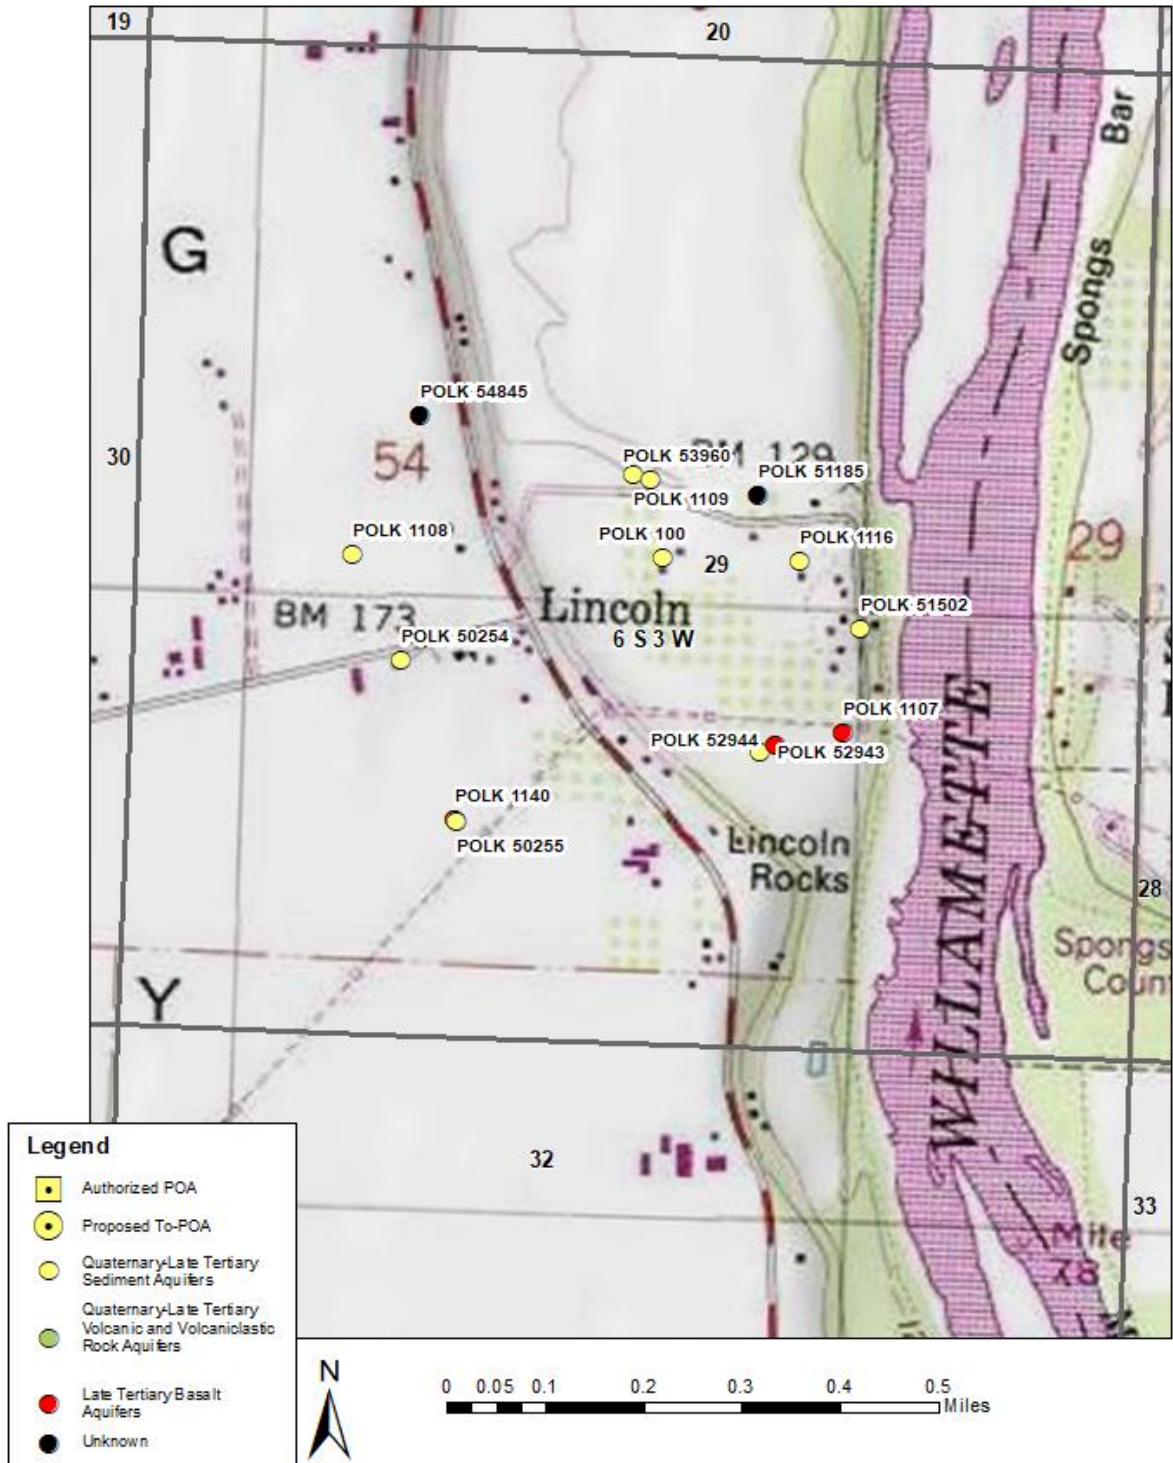 19
20
Bar
G
Spongs
POLK 54845
30
54
BM 129
POLK 53960
POLK 51185
POLK 1109
POLK 1108
POLK 100
POLK 1116
29
29
Lincoln
BM 173
POLK 51502
POLK 50254
6 S 3 W
POLK 1107
POLK 52944
POLK 52943
WILLAMETTE
POLK 1140
POLK 50255
Lincoln
Rocks
28
Spongs
Coun
Y
32
33
Mile
78
Legend
Authorized POA
Proposed To-POA
Quaternary-Late Tertiary
Sediment Aquifers
Quaternary-Late Tertiary
Volcanic and Volcaniclastic
Rock Aquifers
Late Tertiary Basalt
Aquifers
Unknown
N
0 0.05 0.1 0.2 0.3 0.4 0.5
Miles